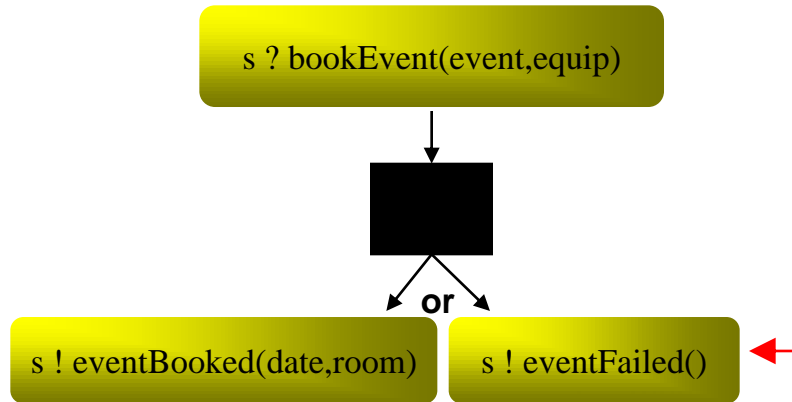 s ? bookEvent(event,equip)
or
s ! eventBooked(date,room)
s ! eventFailed()